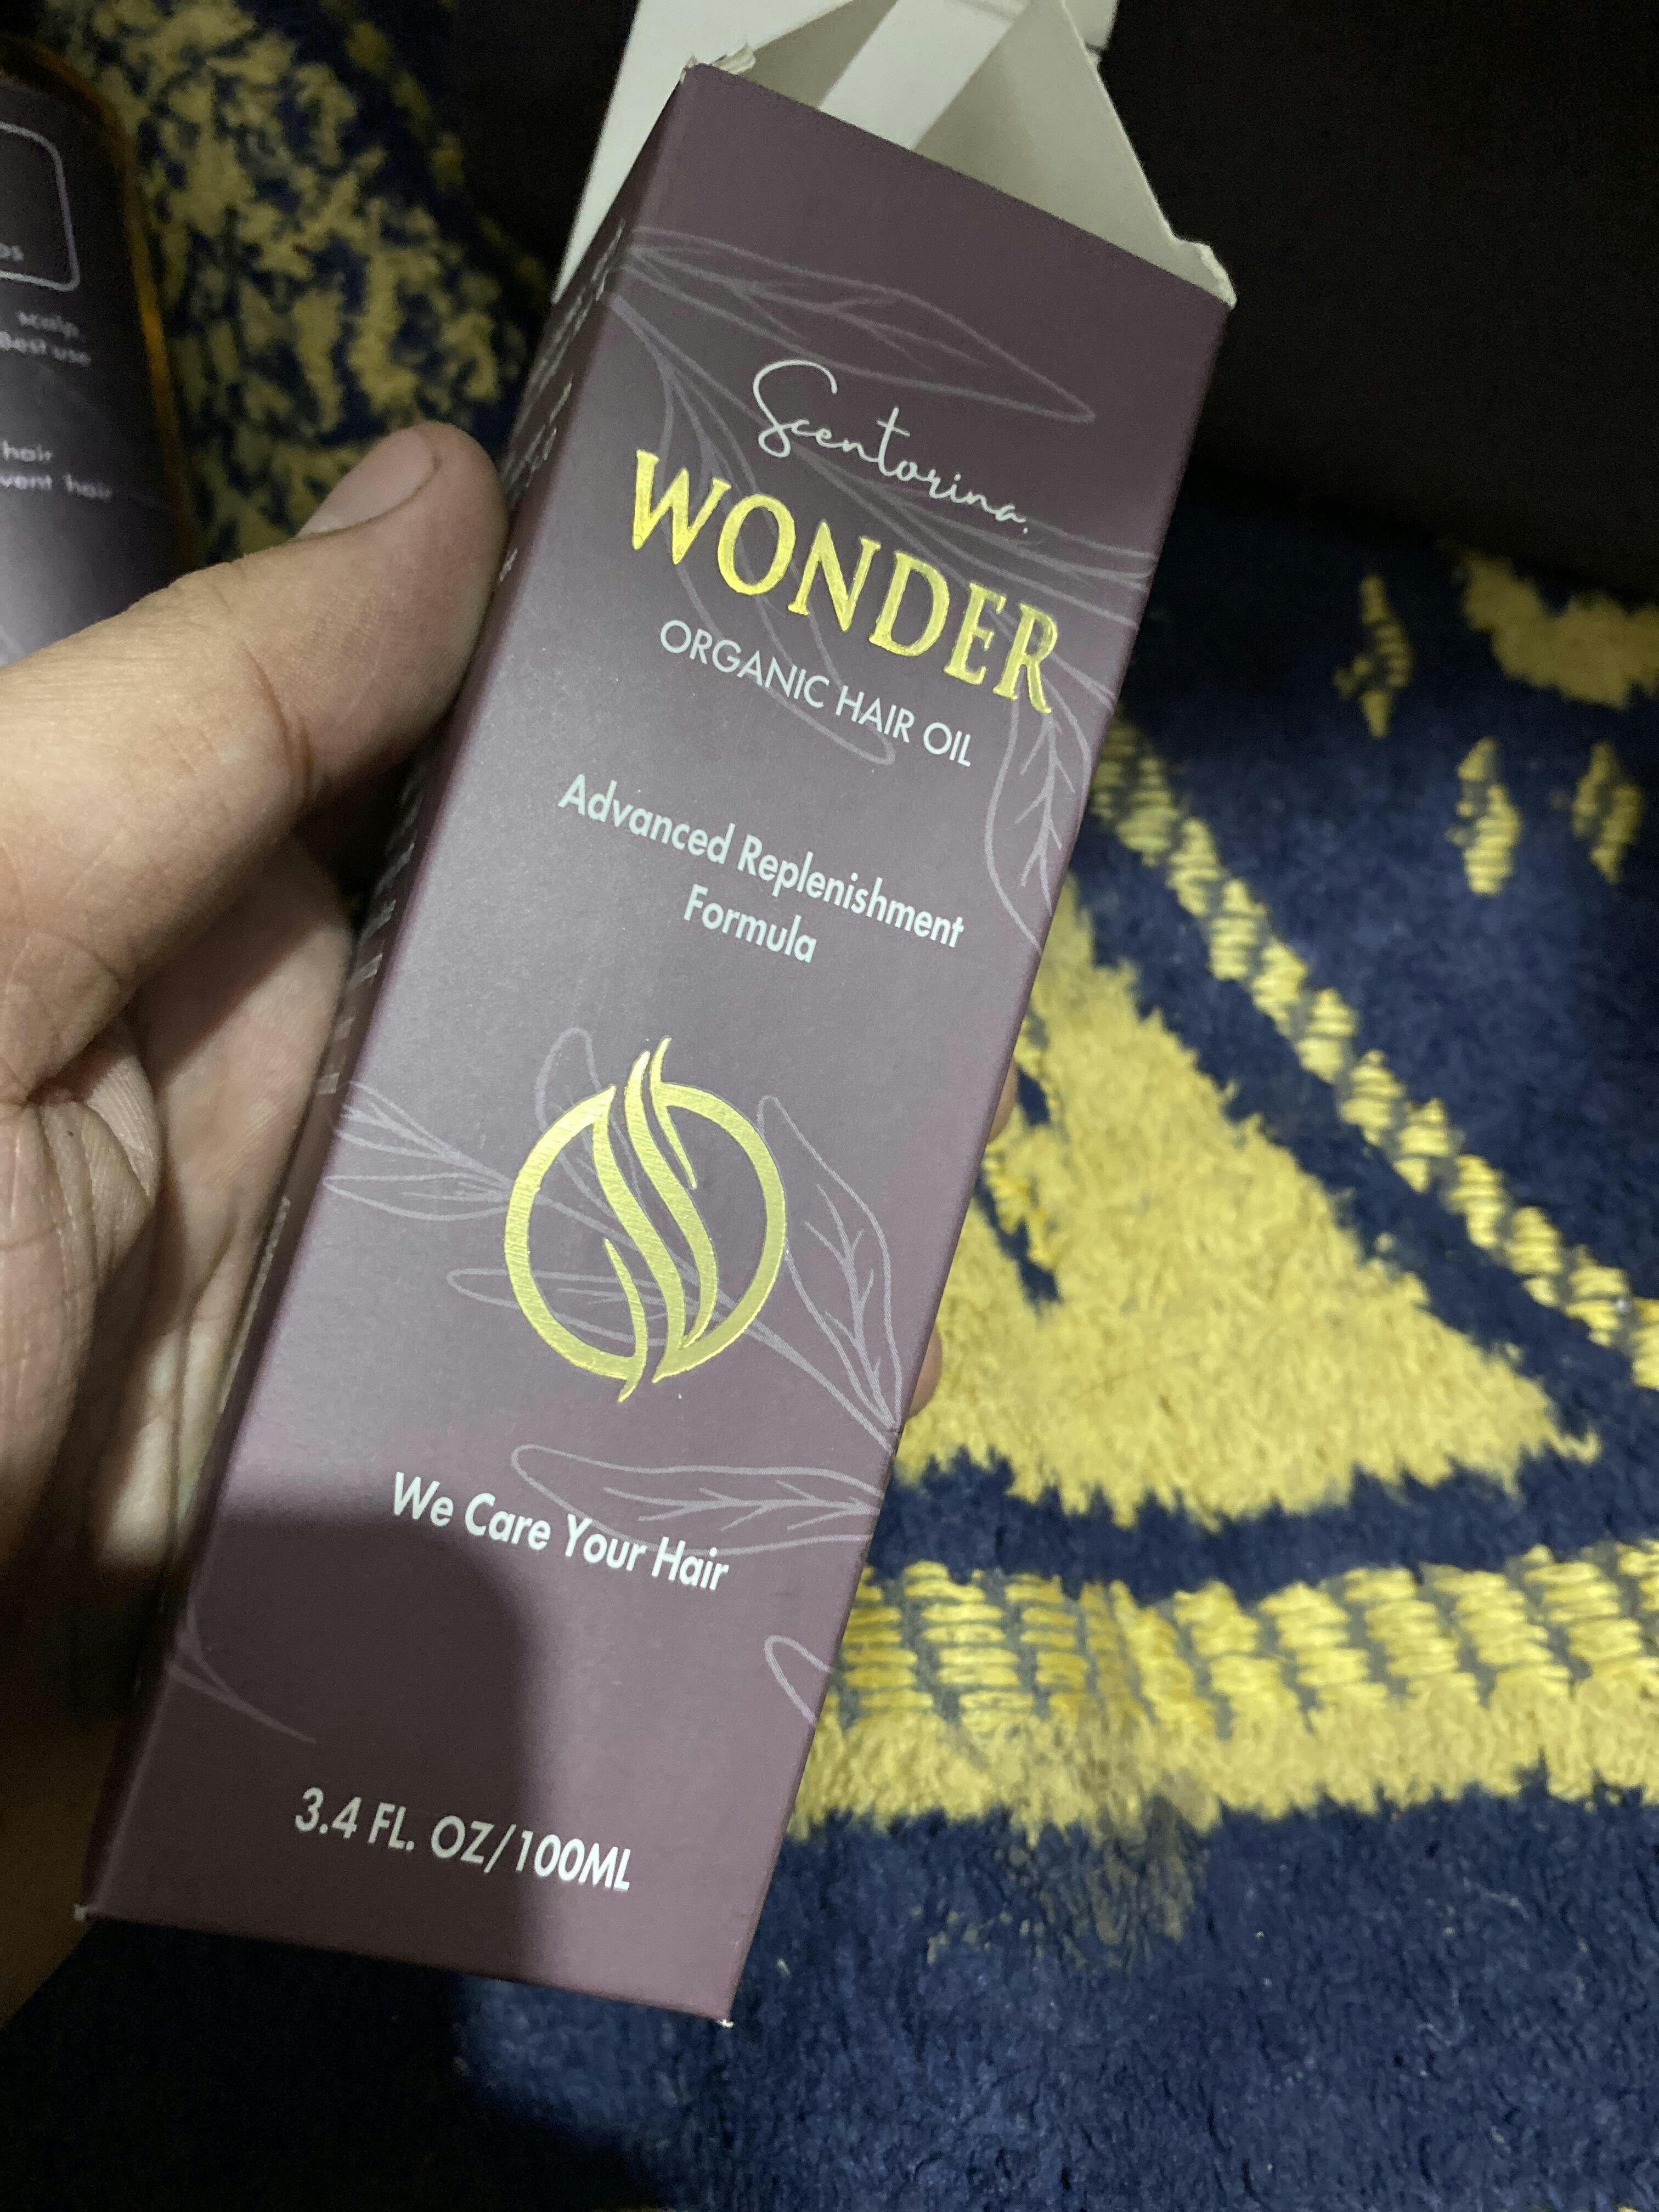 Scentorina.
WONDER
ORGANIC HAIR OIL
Advanced Replenishment
Formula
We Care Your Hair
3.4 FL. OZ/100ML
scalp.
Best use
hair
vent hair